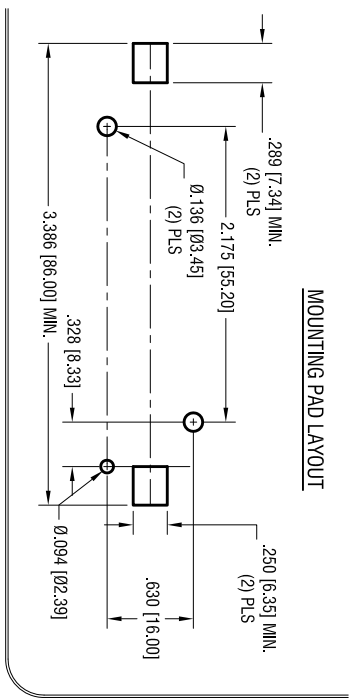 MOUNTING PAD LAYOUT
.289 [7.34] MIN.
(2) PLS
2.175 [55.20]
Ø.136 [Ø3.45]
(2) PLS
3.386 [86.00] MIN.
.328 [8.33]
.250 [6.35] MIN.
(2) PLS
.630 [16.00]
Ø.094 [Ø2.39]